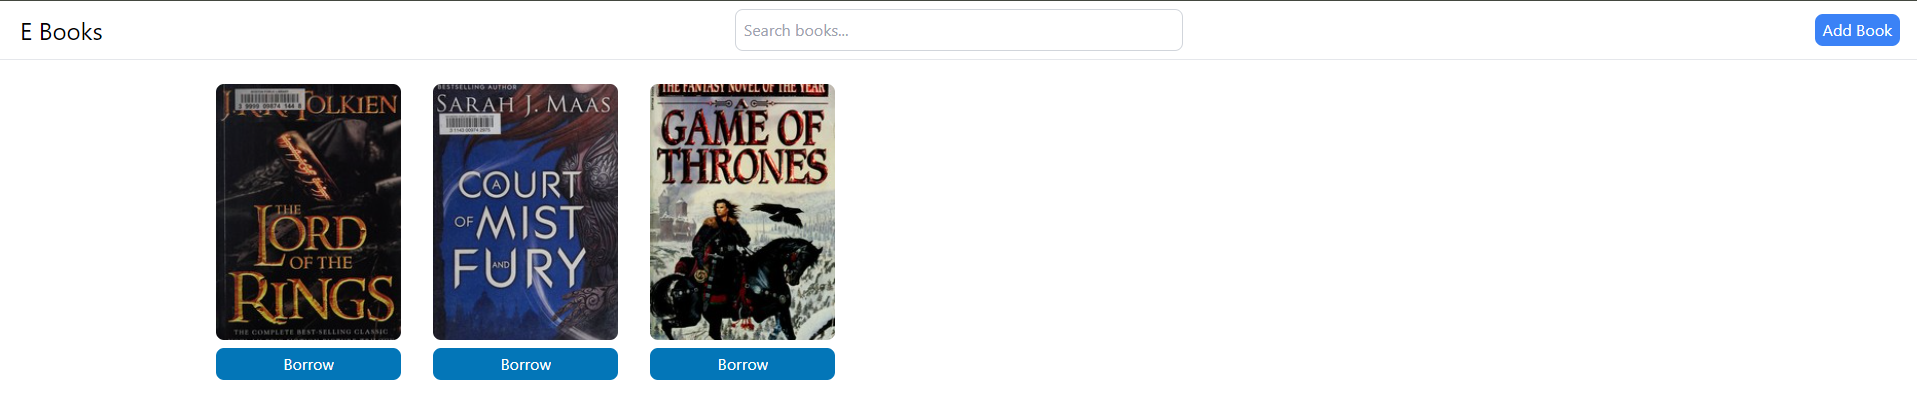 E Books
Search books...
Add Book
J.R.R. TOLKIEN
THE
LORD
OF THE
RINGS
THE COMPLETE BEST-SELLING CLASSIC
BESTSELLING AUTHOR
SARAH J. MAAS
A
COURT
OF MIST
AND
FURY
THE FANTASY NOVEL OF THE YEAR
A
GAME OF
THRONES
Borrow
Borrow
Borrow